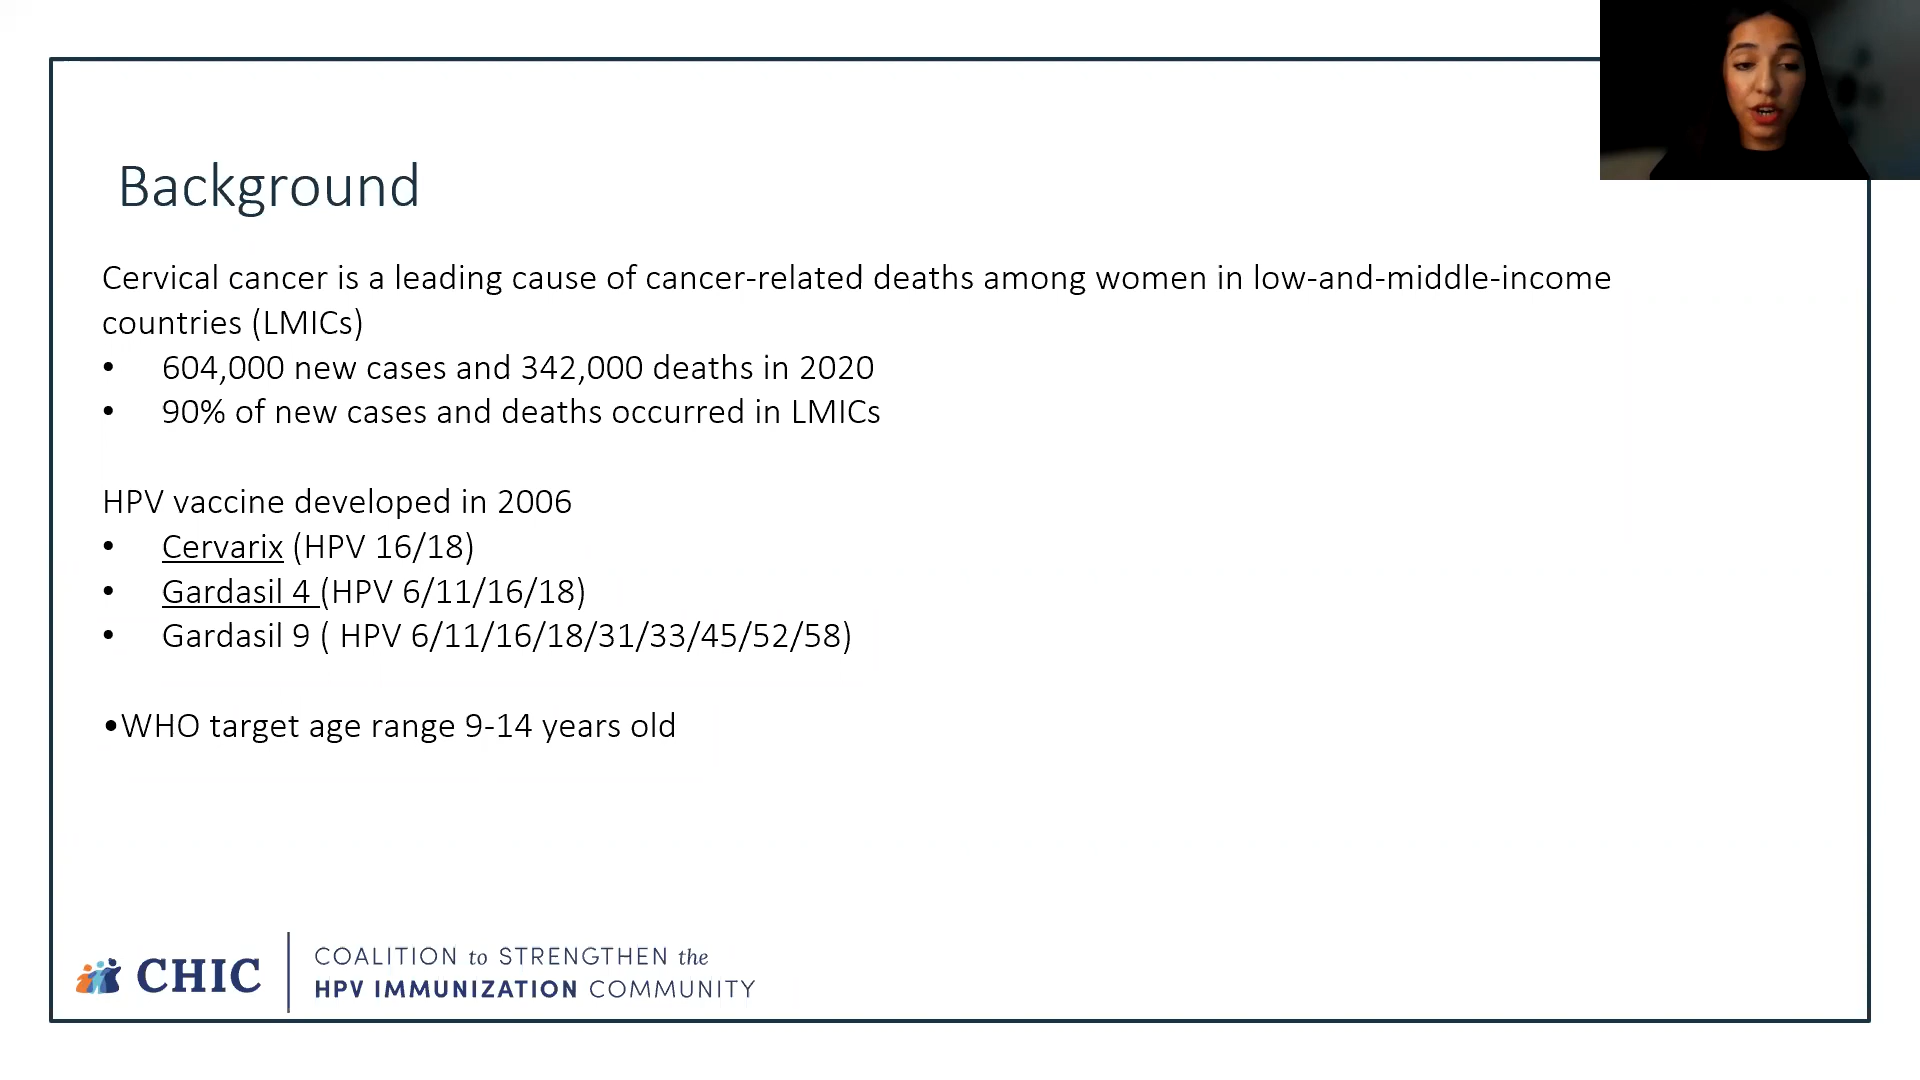 Background
Cervical cancer is a leading cause of cancer-related deaths among women in low-and-middle-income
countries (LMICs)
• 604,000 new cases and 342,000 deaths in 2020
• 90% of new cases and deaths occurred in LMICs
HPV vaccine developed in 2006
• Cervarix (HPV 16/18)
• Gardasil 4 (HPV 6/11/16/18)
• Gardasil 9 ( HPV 6/11/16/18/31/33/45/52/58)
•WHO target age range 9-14 years old
CHIC
COALITION to STRENGTHEN the
HPV IMMUNIZATION COMMUNITY